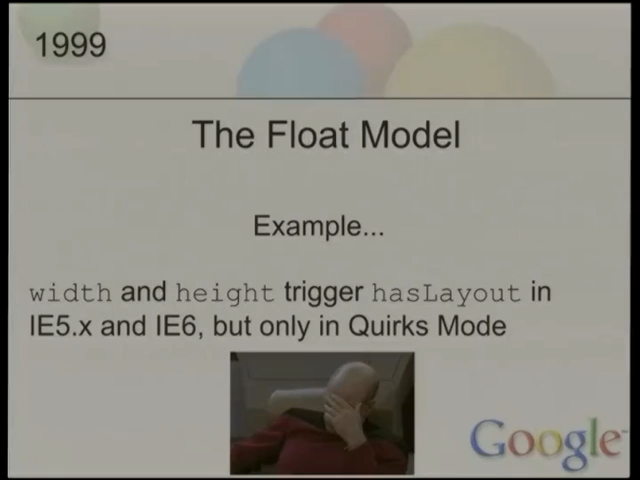 1999
The Float Model
Example...
width and height trigger hasLayout in
IE5.x and IE6, but only in Quirks Mode
Google